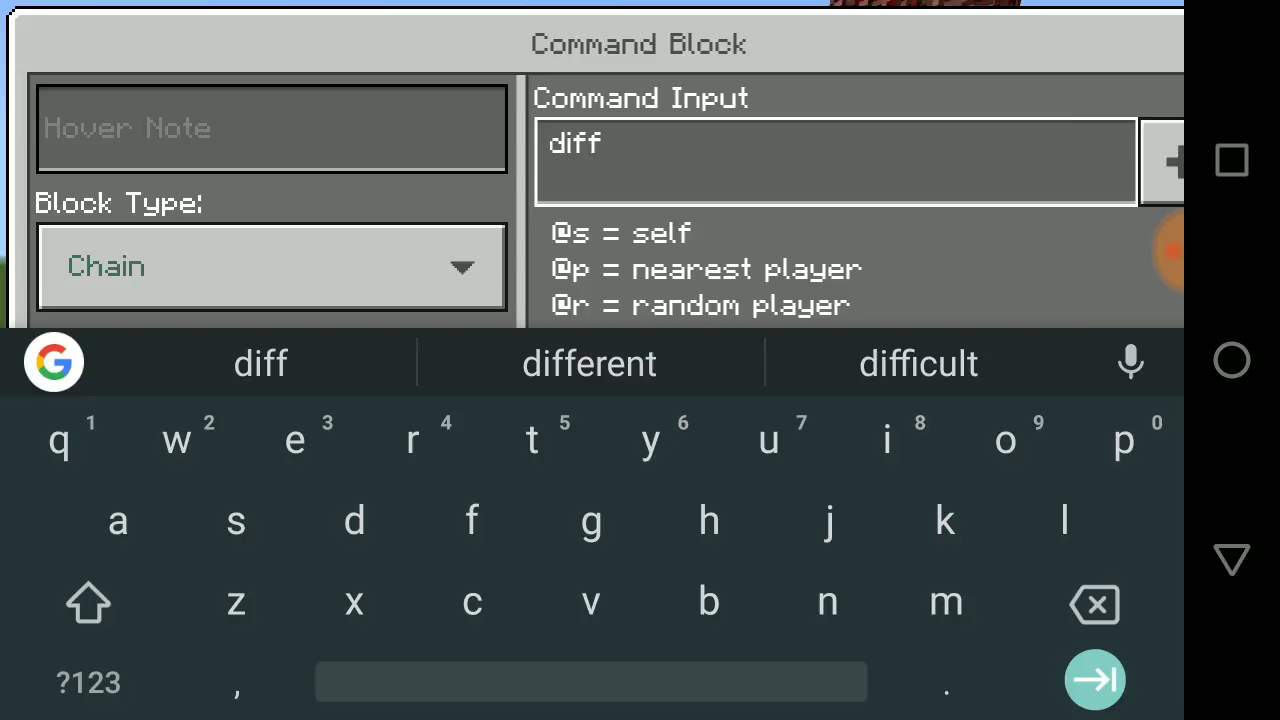 Command Block
Hover Note
Block Type:
Chain
Command Input
diff
@s = self
@p = nearest player
@r = random player
G
diff different difficult
q 1 w 2 e 3 r 4 t 5 y 6 u 7 i 8 o 9 p 0
a s d f g h j k l
z x c v b n m
?123 , .